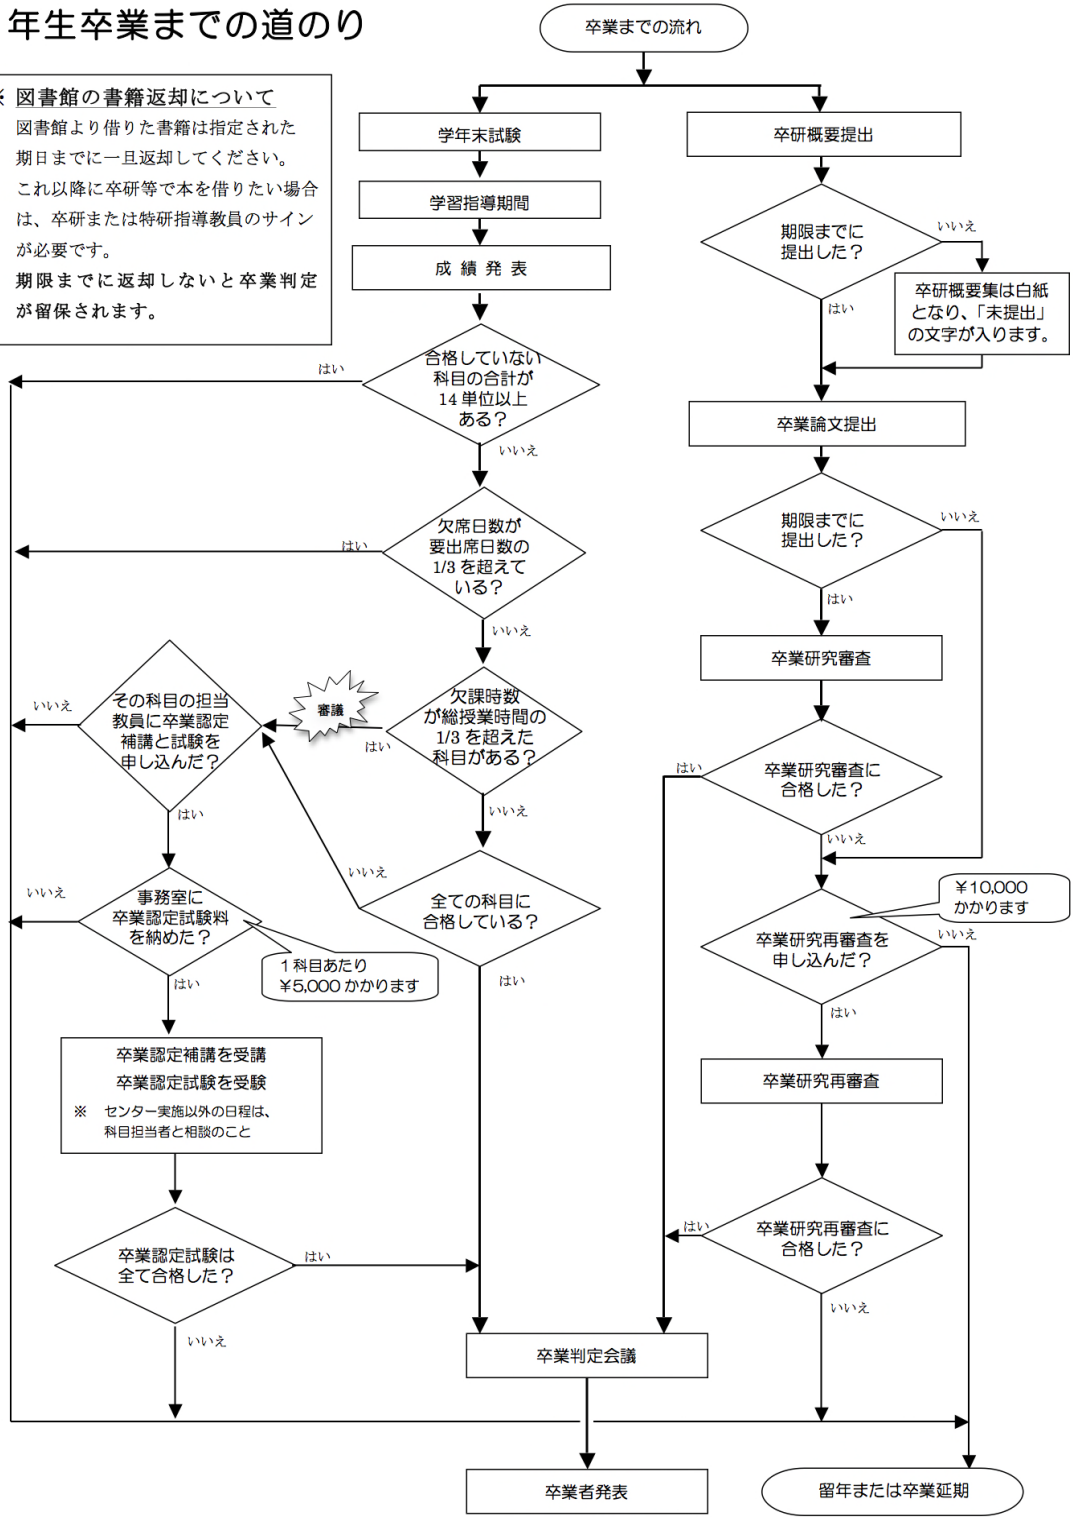 年生卒業までの道のり
※ 図書館の書籍返却について
図書館より借りた書籍は指定された
期日までに一旦返却してください。
これ以降に卒研等で本を借りたい場合
は、卒研または特研指導教員のサイン
が必要です。
期限までに返却しないと卒業判定
が留保されます。
卒業までの流れ
学年末試験
学習指導期間
成 績 発 表
合格していない
科目の合計が
14 単位以上
ある？
はい
いいえ
欠席日数が
要出席日数の
1/3 を超えて
いる？
はい
いいえ
欠課時数
が総授業時間の
1/3 を超えた
科目がある？
審議
はい
いいえ
全ての科目に
合格している？
いいえ
はい
その科目の担当
教員に卒業認定
補講と試験を
申し込んだ？
いいえ
はい
事務室に
卒業認定試験料
を納めた？
いいえ
はい
1 科目あたり
¥5,000 かかります
卒業認定補講を受講
卒業認定試験を受験
※ センター実施以外の日程は、
科目担当者と相談のこと
卒業認定試験は
全て合格した？
はい
いいえ
卒研概要提出
期限までに
提出した？
いいえ
はい
卒研概要集は白紙
となり、「未提出」
の文字が入ります。
卒業論文提出
期限までに
提出した？
いいえ
はい
卒業研究審査
卒業研究審査に
合格した？
はい
いいえ
¥10,000
かかります
卒業研究再審査を
申し込んだ？
いいえ
はい
卒業研究再審査
卒業研究再審査に
合格した？
はい
いいえ
卒業判定会議
卒業者発表
留年または卒業延期